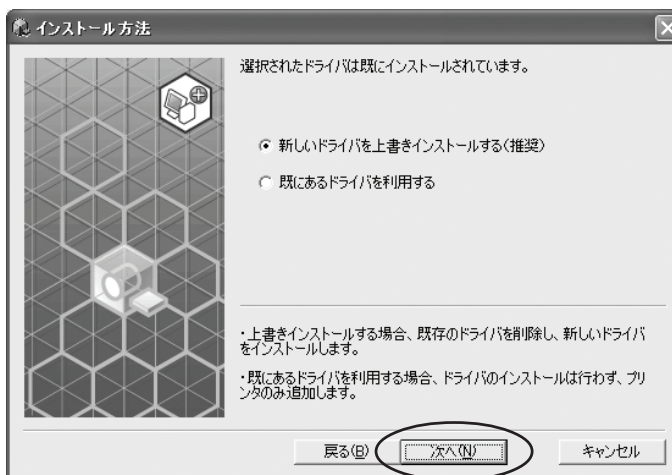 インストール方法
選択されたドライバは既にインストールされています。
新しいドライバを上書きインストールする(推奨)
既にあるドライバを利用する
・上書きインストールする場合、既存のドライバを削除し、新しいドライバ
をインストールします。
・既にあるドライバを利用する場合、ドライバのインストールは行わず、プリ
ンタのみ追加します。
戻る(B)
次へ(N)
キャンセル